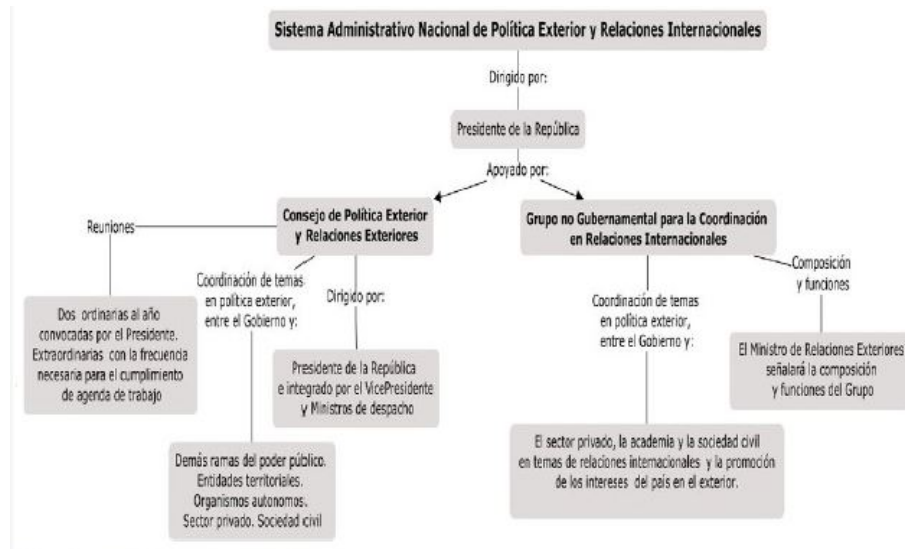 Sistema Administrativo Nacional de Política Exterior y Relaciones Internacionales
Dirigido por:
Presidente de la República
Apoyado por:
Consejo de Política Exterior
y Relaciones Exteriores
Grupo no Gubernamental para la Coordinación
en Relaciones Internacionales
Reuniones
Coordinación de temas
en política exterior,
entre el Gobierno y:
Dirigido por:
Coordinación de temas
en política exterior,
entre el Gobierno y:
Composición
y funciones
Dos ordinarias al año
convocadas por el Presidente.
Extraordinarias con la frecuencia
necesaria para el cumplimiento
de agenda de trabajo
Presidente de la República
e integrado por el VicePresidente
y Ministros de despacho
El Ministro de Relaciones Exteriores
señalará la composición
y funciones del Grupo
Demás ramas del poder público.
Entidades territoriales.
Organismos autonomos.
Sector privado. Sociedad civil
El sector privado, la academia y la sociedad civil
en temas de relaciones internacionales y la promoción
de los intereses del país en el exterior.